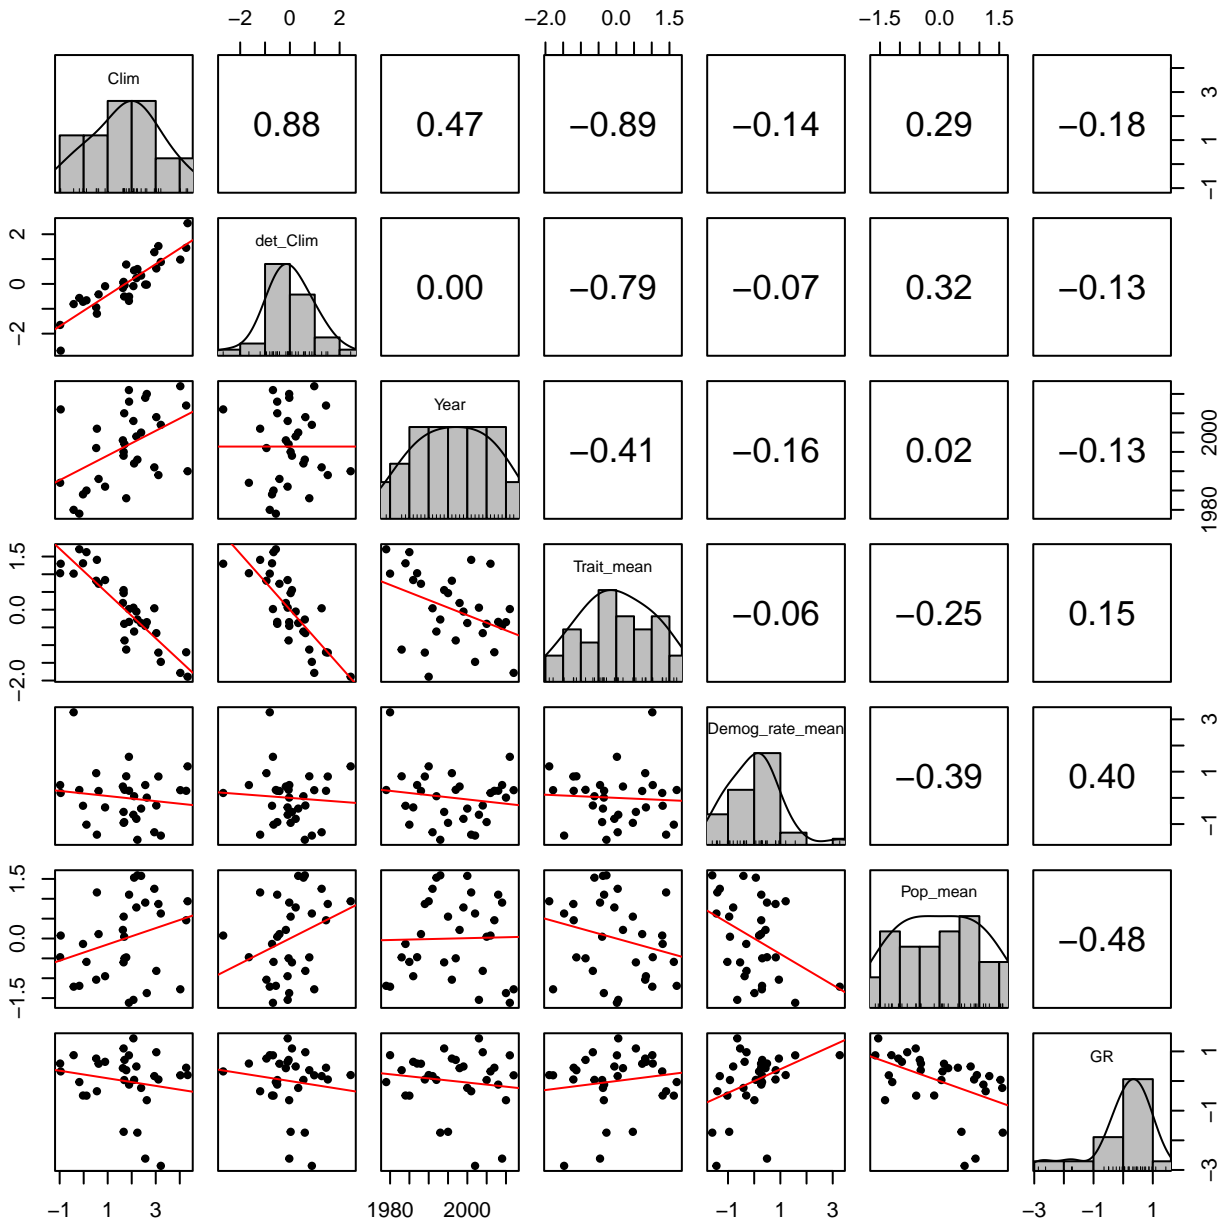 −2 0 2 −2.0 0.0 1.5 −1.5 0.0 1.5
Clim 0.88 0.47 −0.89 −0.14 0.29 −0.18 −1 1 3
−2 0 2 det_Clim 0.00 −0.79 −0.07 0.32 −0.13
Year −0.41 −0.16 0.02 −0.13 1980 2000
−2.0 0.0 1.5 Trait_mean −0.06 −0.25 0.15
Demog_rate_mean −0.39 0.40 −1 1 3
−1.5 0.0 1.5 Pop_mean −0.48
GR −3 −1 1
−1 1 3 1980 2000 −1 1 3 −3 −1 1